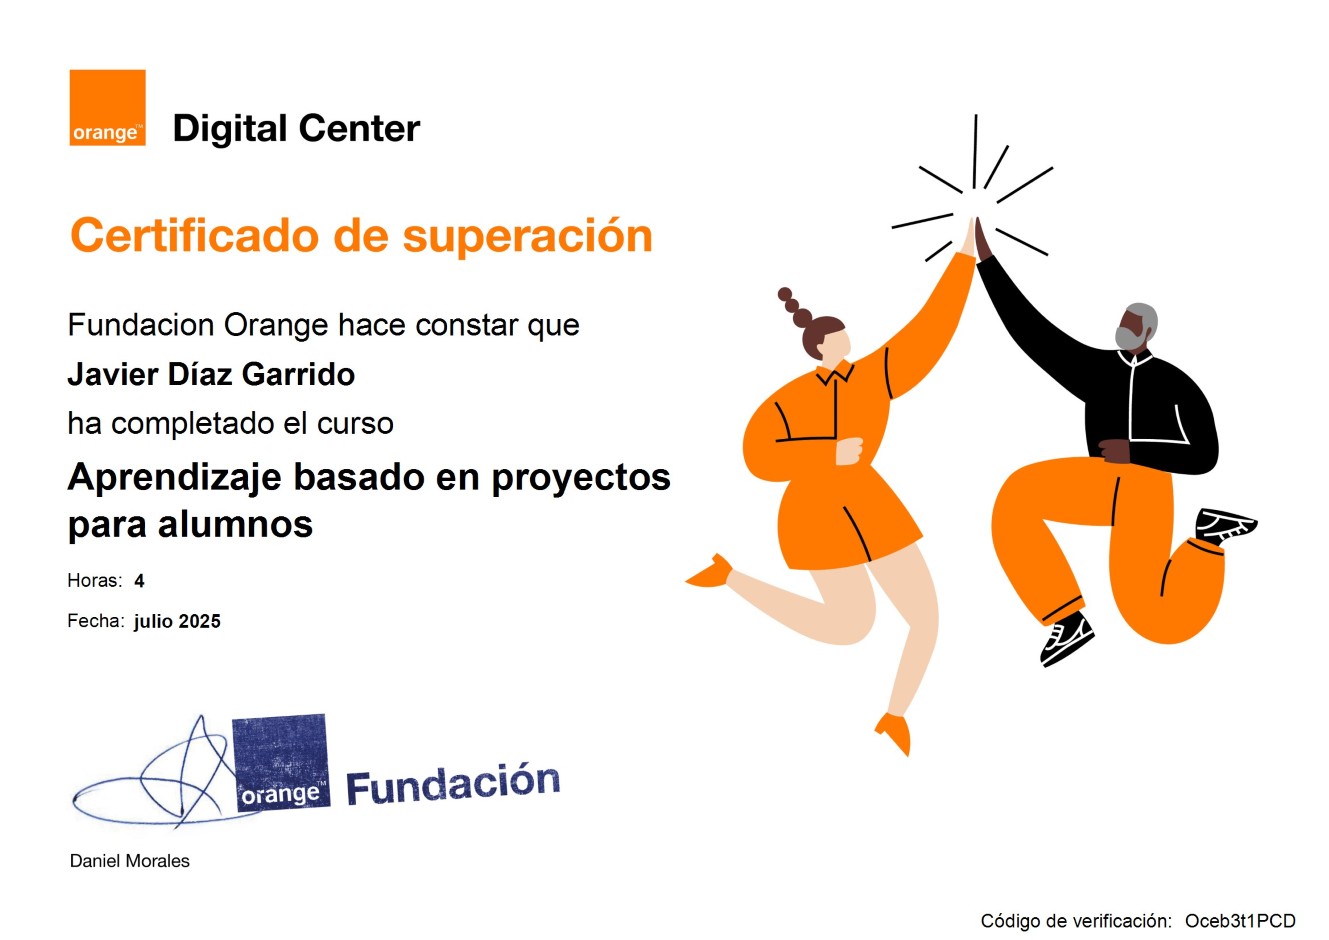 orange™
Digital Center
Certificado de superación
Fundacion Orange hace constar que
Javier Díaz Garrido
ha completado el curso
Aprendizaje basado en proyectos
para alumnos
Horas: 4
Fecha: julio 2025
orange™
Fundación
Daniel Morales
Código de verificación: Oceb3t1PCD